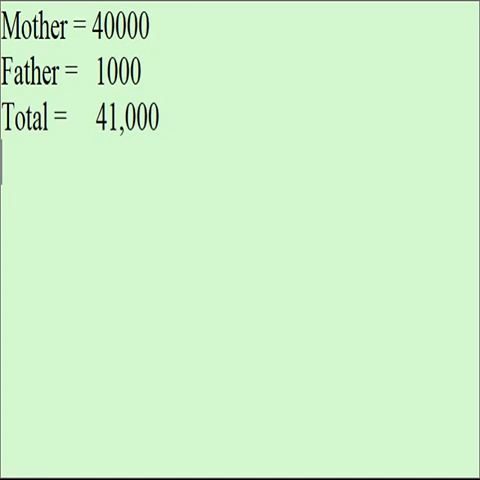 Mother = 40000
Father = 1000
Total = 41,000